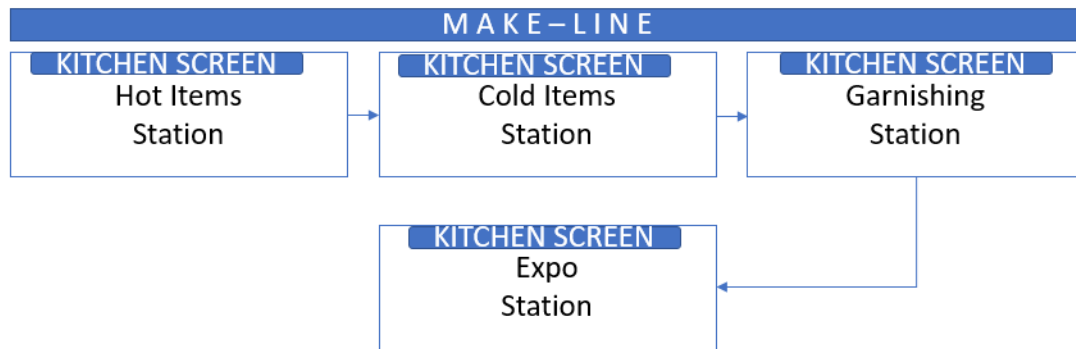 MAKE–LINE
KITCHEN SCREEN
Hot Items
Station
KITCHEN SCREEN
Cold Items
Station
KITCHEN SCREEN
Garnishing
Station
KITCHEN SCREEN
Expo
Station